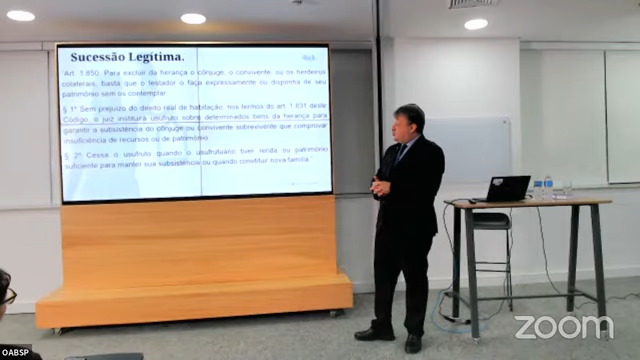 Sucessão Legítima.
"Art. 1.850. Para excluir da herança o cônjuge, o convivente, ou os herdeiros
colaterais, basta que o testador o faça expressamente ou disponha de seu
patrimônio sem os contemplar.
§ 1º Sem prejuízo do direito real de habitação, nos termos do art. 1.831 deste
Código, o juiz instituirá usufruto sobre determinados bens da herança para
garantir a subsistência do cônjuge ou convivente sobrevivente que comprovar
insuficiência de recursos ou de patrimônio.
§ 2º Cessa o usufruto quando o usufrutuário tiver renda ou patrimônio
suficiente para manter sua subsistência ou quando constituir nova família."
zoom
OABSP